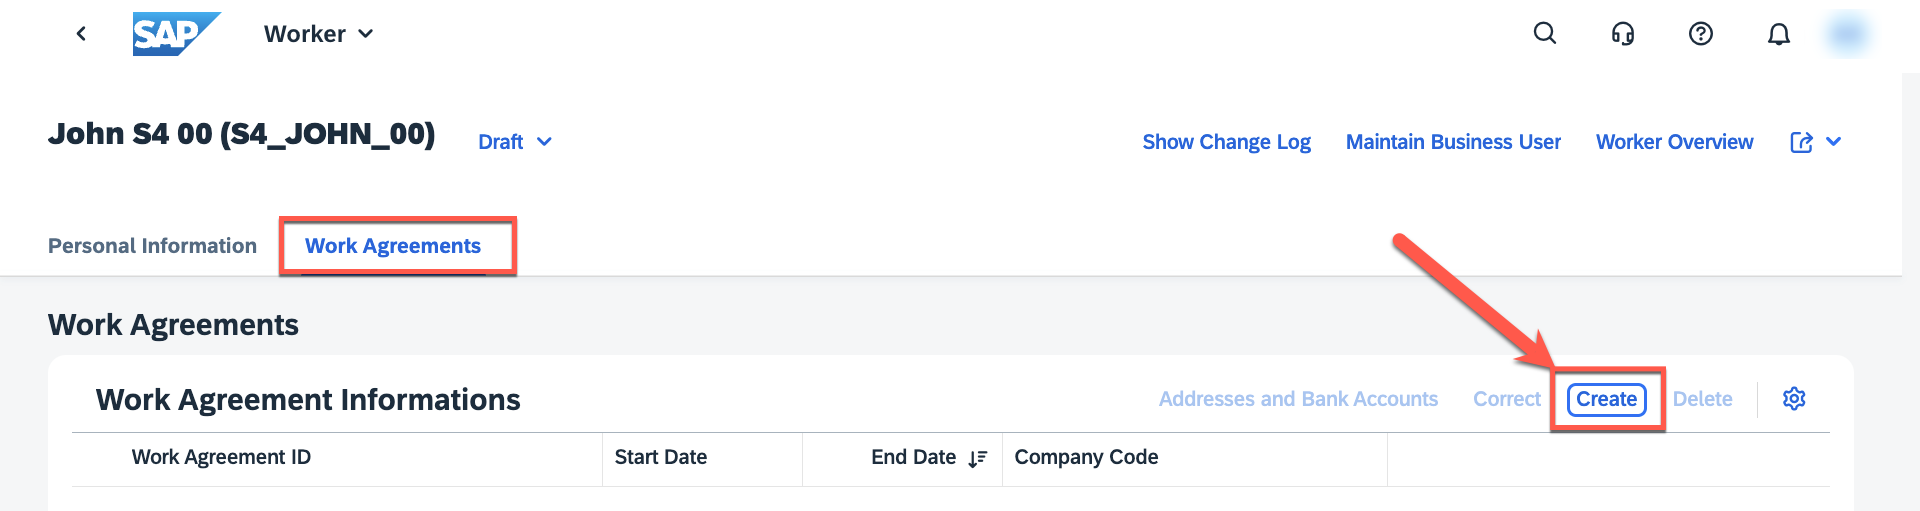 SAP Worker
John S4 00 (S4_JOHN_00) Draft Show Change Log Maintain Business User Worker Overview
Personal Information Work Agreements
Work Agreements
Work Agreement Informations Addresses and Bank Accounts Correct Create Delete
Work Agreement ID Start Date End Date Company Code